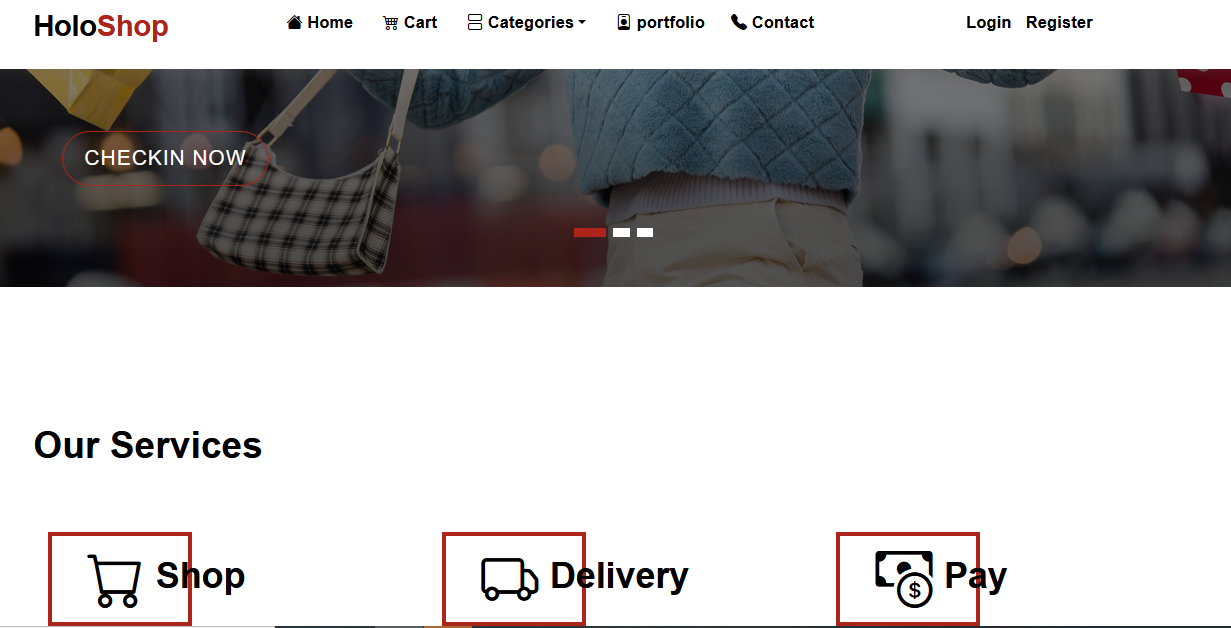 HoloShop Home Cart Categories portfolio Contact Login Register
CHECKIN NOW
Our Services
Shop Delivery $ Pay